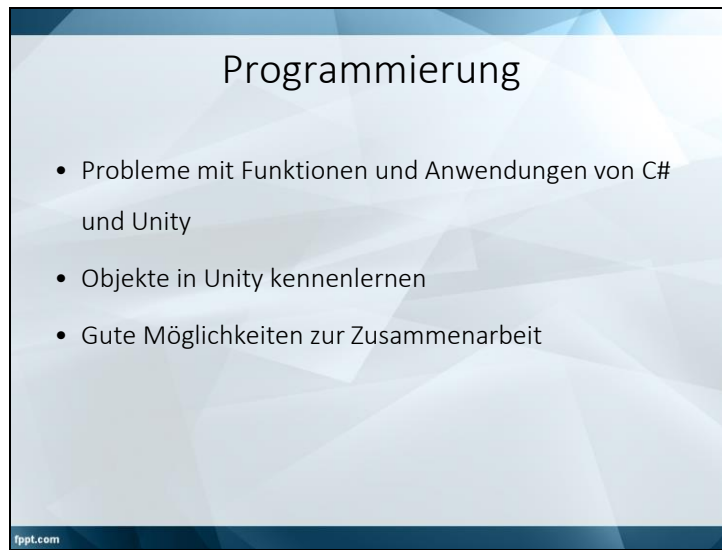 Programmierung
• Probleme mit Funktionen und Anwendungen von C#
und Unity
• Objekte in Unity kennenlernen
• Gute Möglichkeiten zur Zusammenarbeit
fppt.com